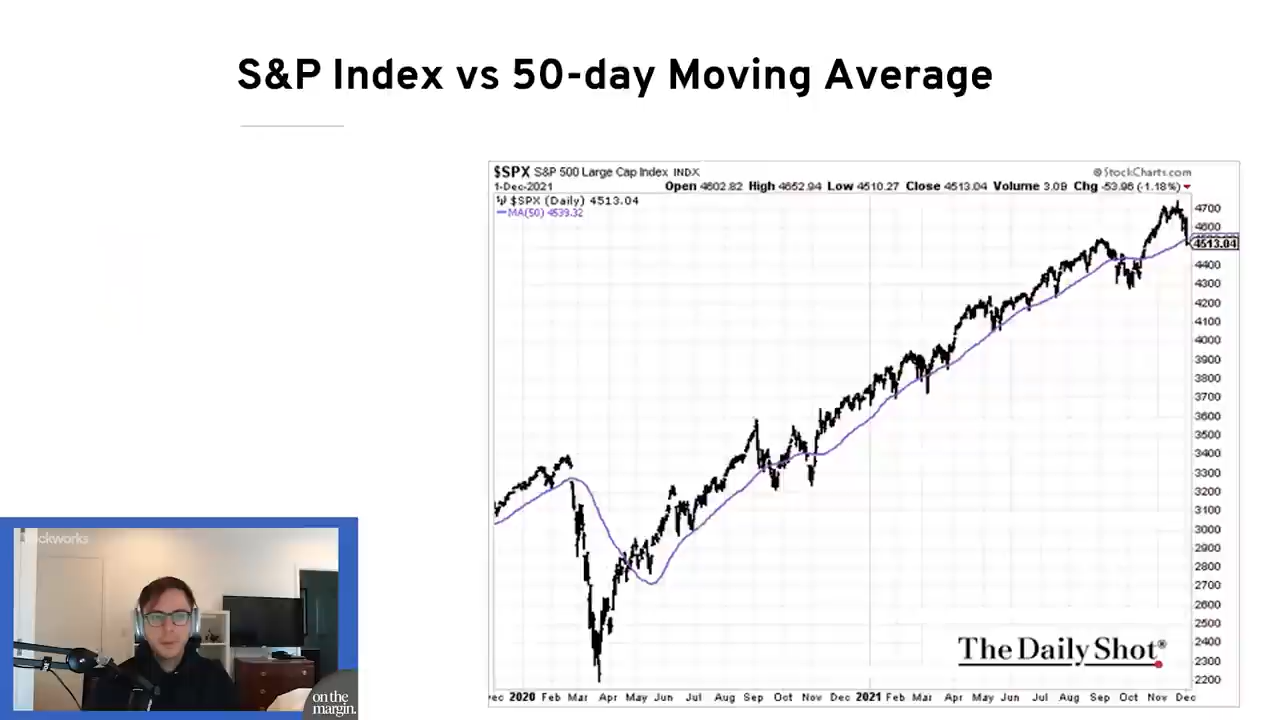 S&P Index vs 50-day Moving Average
$SPX S&P 500 Large Cap Index INDX
© StockCharts.com
1-Dec-2021
Open 4602.82 High 4652.94 Low 4510.27 Close 4513.04 Volume 3.0B Chg -53.96 (-1.18%)
$SPX (Daily) 4513.04
MA(50) 4539.32
4700
4600
4513.04
4400
4300
4200
4100
4000
3900
3800
3700
3600
3500
3400
3300
3200
3100
3000
2900
2800
2700
2600
2500
2400
2300
2200
The Daily Shot®
ec 2020 Feb Mar Apr May Jun Jul Aug Sep Oct Nov Dec 2021 Feb Mar Apr May Jun Jul Aug Sep Oct Nov Dec
ckworks
on the
margin.